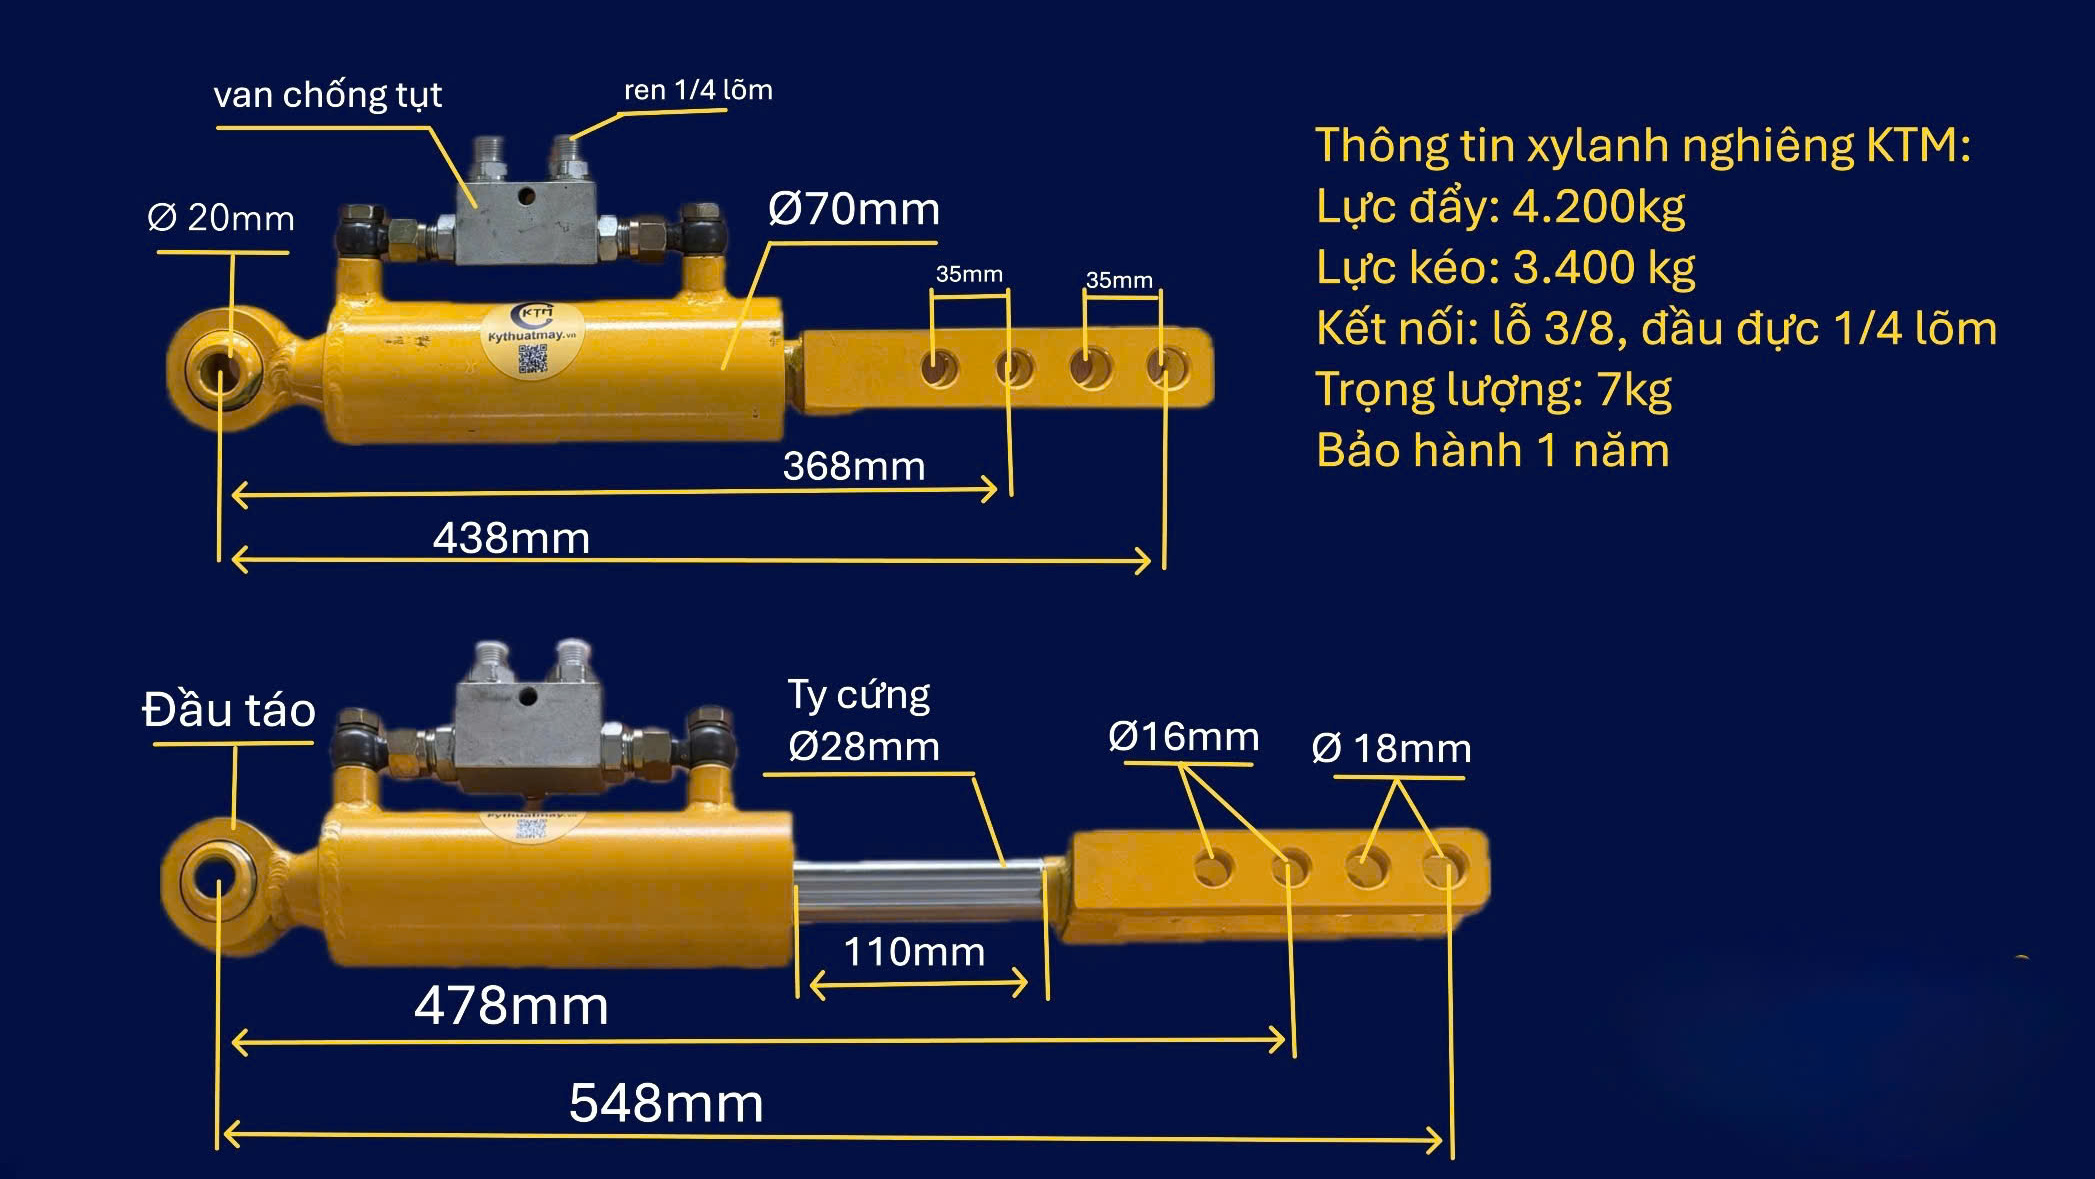 van chống tụt
ren 1/4 lõm
Ø 20mm
Ø70mm
35mm
35mm
KTM
Kythuatmay.vn
368mm
438mm
Thông tin xylanh nghiêng KTM:
Lực đẩy: 4.200kg
Lực kéo: 3.400 kg
Kết nối: lỗ 3/8, đầu đực 1/4 lõm
Trọng lượng: 7kg
Bảo hành 1 năm
Đầu táo
Ty cứng
Ø28mm
Ø16mm
Ø 18mm
Kythuatmay.vn
110mm
478mm
548mm